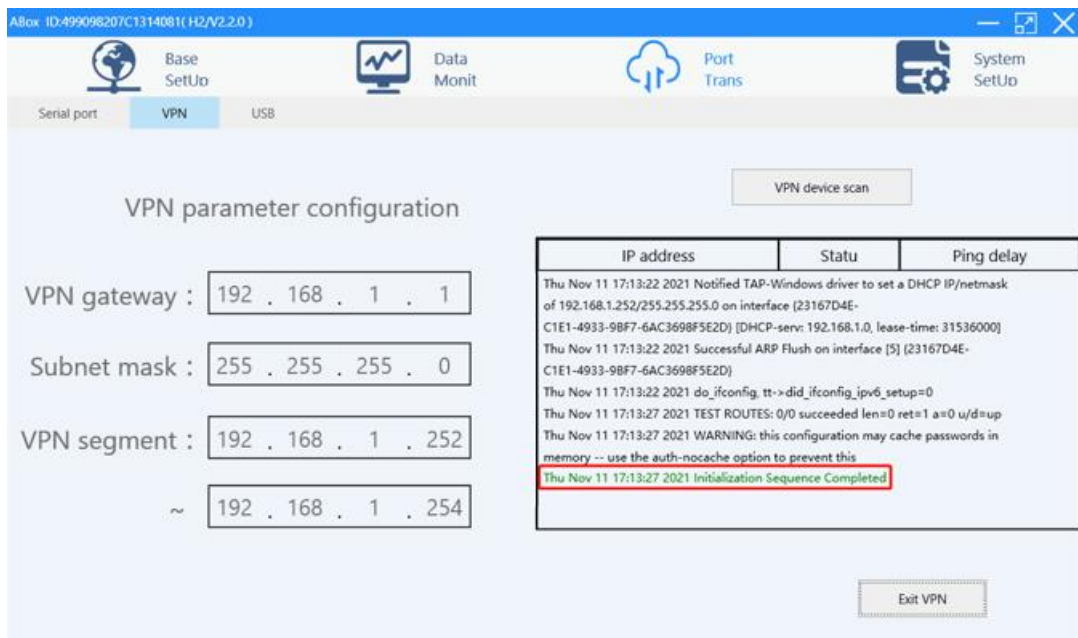 ABox ID:499098207C1314081( H2/V2.2.0 )
Base
SetUp
Data
Monit
Port
Trans
System
SetUp
Serial port VPN USB
VPN device scan
VPN parameter configuration
IP address Statu Ping delay
VPN gateway : 192 . 168 . 1 . 1
Subnet mask : 255 . 255 . 255 . 0
VPN segment : 192 . 168 . 1 . 252
~ 192 . 168 . 1 . 254
Thu Nov 11 17:13:22 2021 Notified TAP-Windows driver to set a DHCP IP/netmask
of 192.168.1.252/255.255.255.0 on interface {23167D4E-
C1E1-4933-9BF7-6AC3698F5E2D} [DHCP-serv: 192.168.1.0, lease-time: 31536000]
Thu Nov 11 17:13:22 2021 Successful ARP Flush on interface [5] {23167D4E-
C1E1-4933-9BF7-6AC3698F5E2D}
Thu Nov 11 17:13:22 2021 do_ifconfig, tt->did_ifconfig_ipv6_setup=0
Thu Nov 11 17:13:27 2021 TEST ROUTES: 0/0 succeeded len=0 ret=1 a=0 u/d=up
Thu Nov 11 17:13:27 2021 WARNING: this configuration may cache passwords in
memory -- use the auth-nocache option to prevent this
Thu Nov 11 17:13:27 2021 Initialization Sequence Completed
Exit VPN